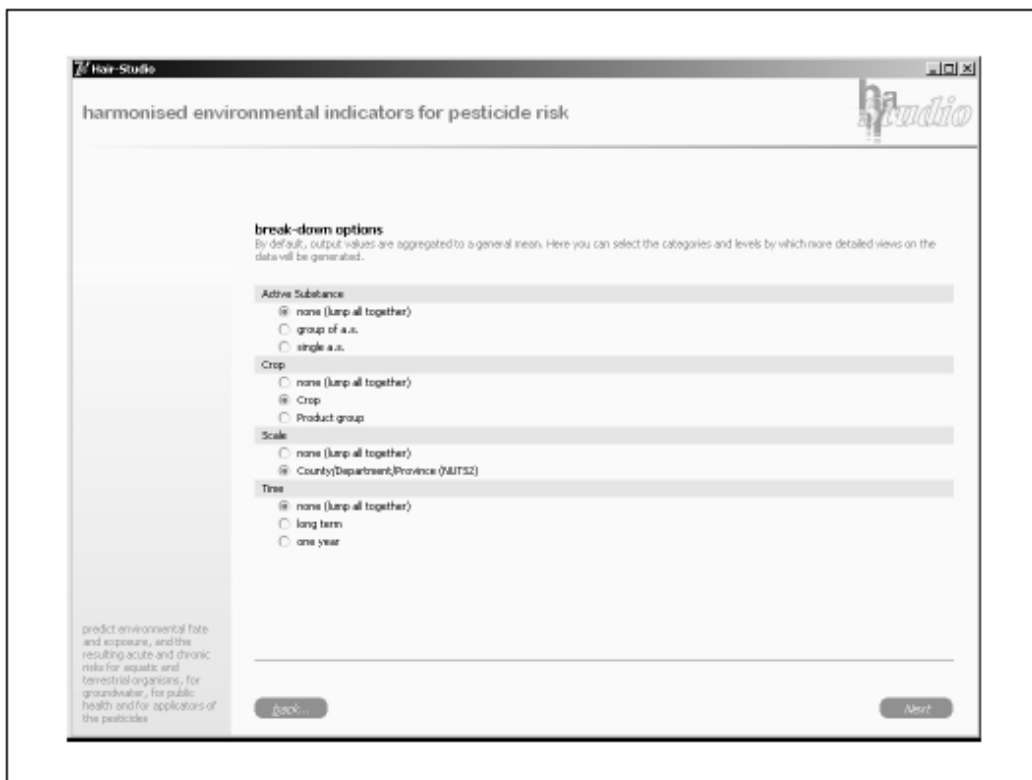 Hair-Studio
harmonised environmental indicators for pesticide risk
hair
studio
break-down options
By default, output values are aggregated to a general mean. Here you can select the categories and levels by which more detailed views on the
data will be generated.
Active Substance
none (lump all together)
group of a.s.
single a.s.
Crop
none (lump all together)
Crop
Product group
Scale
none (lump all together)
County/Department/Province (NUTS2)
Time
none (lump all together)
long term
one year
predict environmental fate
and exposure, and the
resulting acute and chronic
risks for aquatic and
terrestrial organisms, for
groundwater, for public
health and for applicators of
the pesticides
back...
Next